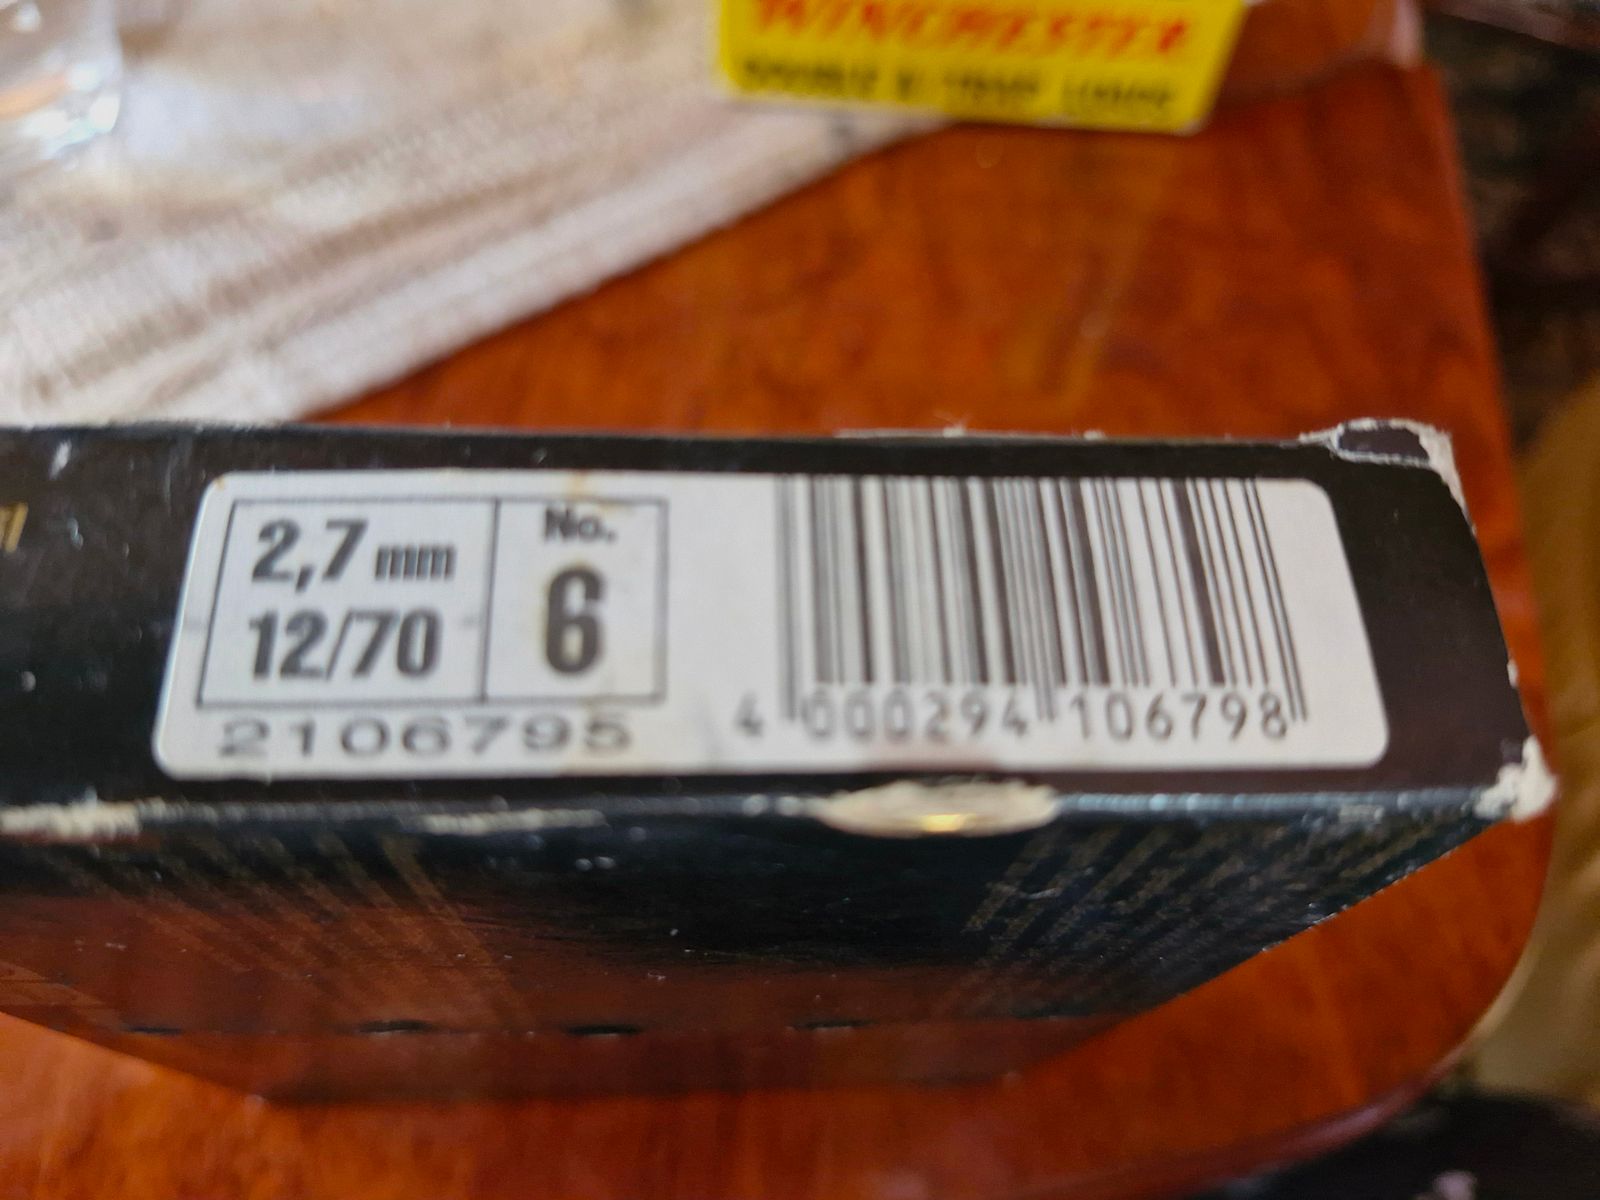 WINCHESTER
2,7 mm
12/70
No.
6
2106795
4 000294 106798